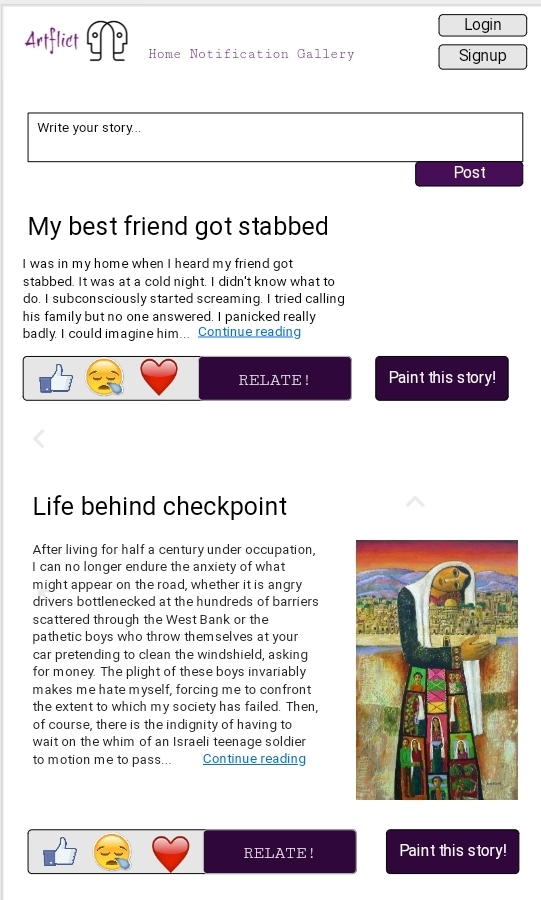 Artflict
Home Notification Gallery
Login
Signup
Write your story...
Post
My best friend got stabbed
I was in my home when I heard my friend got
stabbed. It was at a cold night. I didn't know what to
do. I subconsciously started screaming. I tried calling
his family but no one answered. I panicked really
badly. I could imagine him... Continue reading
RELATE!
Paint this story!
Life behind checkpoint
After living for half a century under occupation,
I can no longer endure the anxiety of what
might appear on the road, whether it is angry
drivers bottlenecked at the hundreds of barriers
scattered through the West Bank or the
pathetic boys who throw themselves at your
car pretending to clean the windshield, asking
for money. The plight of these boys invariably
makes me hate myself, forcing me to confront
the extent to which my society has failed. Then,
of course, there is the indignity of having to
wait on the whim of an Israeli teenage soldier
to motion me to pass... Continue reading
RELATE!
Paint this story!